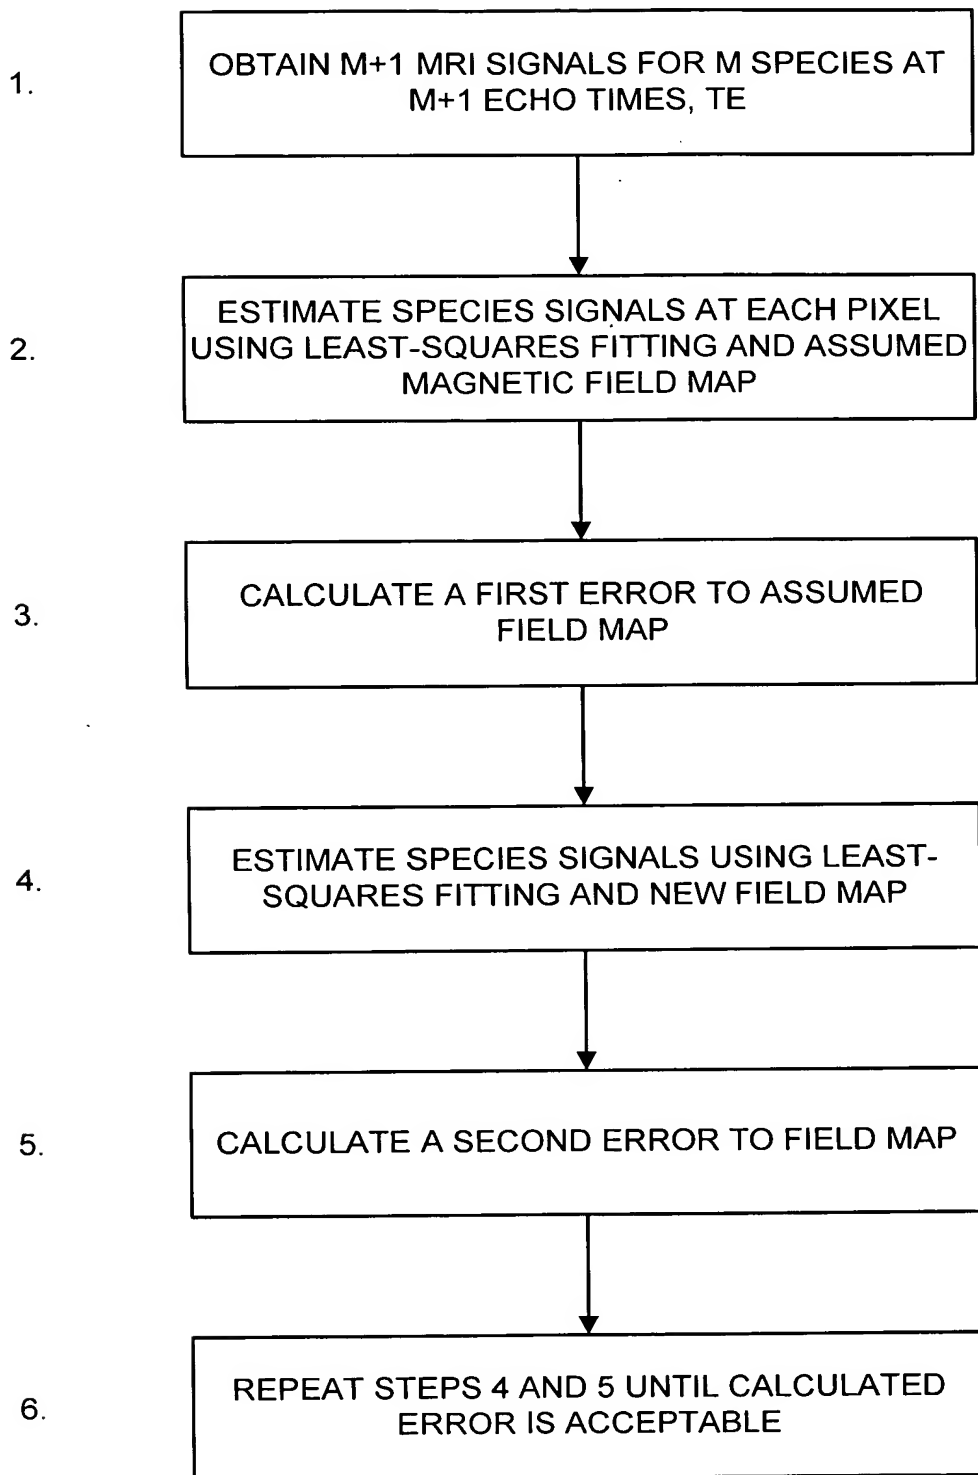 1.
OBTAIN M+1 MRI SIGNALS FOR M SPECIES AT
M+1 ECHO TIMES, TE
2.
ESTIMATE SPECIES SIGNALS AT EACH PIXEL
USING LEAST-SQUARES FITTING AND ASSUMED
MAGNETIC FIELD MAP
3.
CALCULATE A FIRST ERROR TO ASSUMED
FIELD MAP
4.
ESTIMATE SPECIES SIGNALS USING LEAST-
SQUARES FITTING AND NEW FIELD MAP
5.
CALCULATE A SECOND ERROR TO FIELD MAP
6.
REPEAT STEPS 4 AND 5 UNTIL CALCULATED
ERROR IS ACCEPTABLE